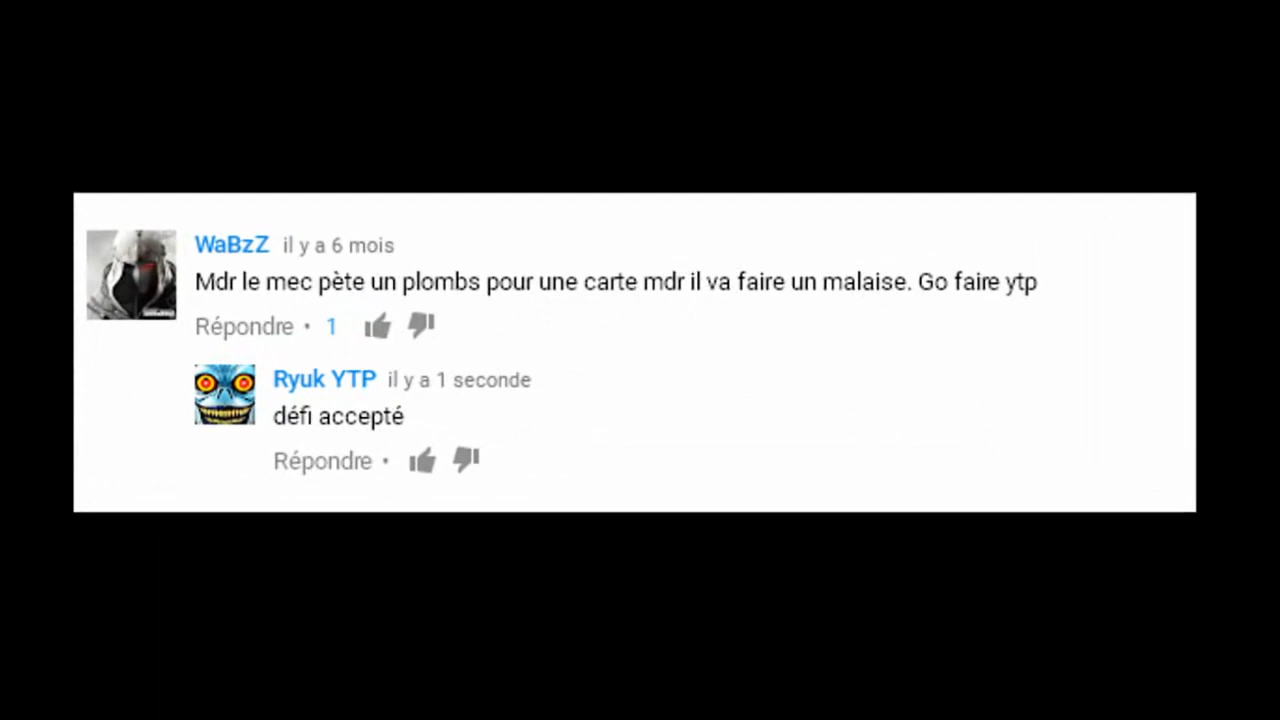 WaBzZ il y a 6 mois
Mdr le mec pète un plombs pour une carte mdr il va faire un malaise. Go faire ytp
Répondre • 1
Ryuk YTP il y a 1 seconde
défi accepté
Répondre •